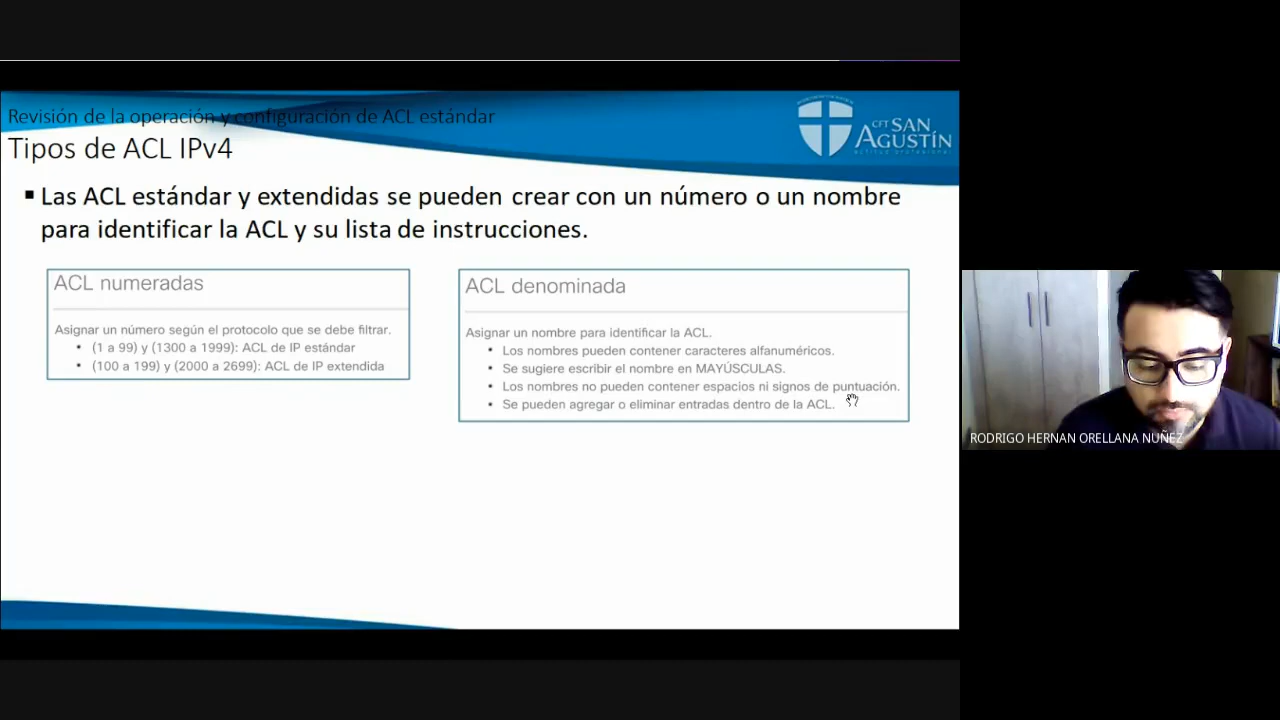 Revisión de la operación y configuración de ACL estándar
Tipos de ACL IPv4
CFT SAN
AGUSTÍN
▪ Las ACL estándar y extendidas se pueden crear con un número o un nombre
para identificar la ACL y su lista de instrucciones.
ACL numeradas
Asignar un número según el protocolo que se debe filtrar.
• (1 a 99) y (1300 a 1999): ACL de IP estándar
• (100 a 199) y (2000 a 2699): ACL de IP extendida
ACL denominada
Asignar un nombre para identificar la ACL.
• Los nombres pueden contener caracteres alfanuméricos.
• Se sugiere escribir el nombre en MAYÚSCULAS.
• Los nombres no pueden contener espacios ni signos de puntuación.
• Se pueden agregar o eliminar entradas dentro de la ACL.
RODRIGO HERNAN ORELLANA NUÑEZ